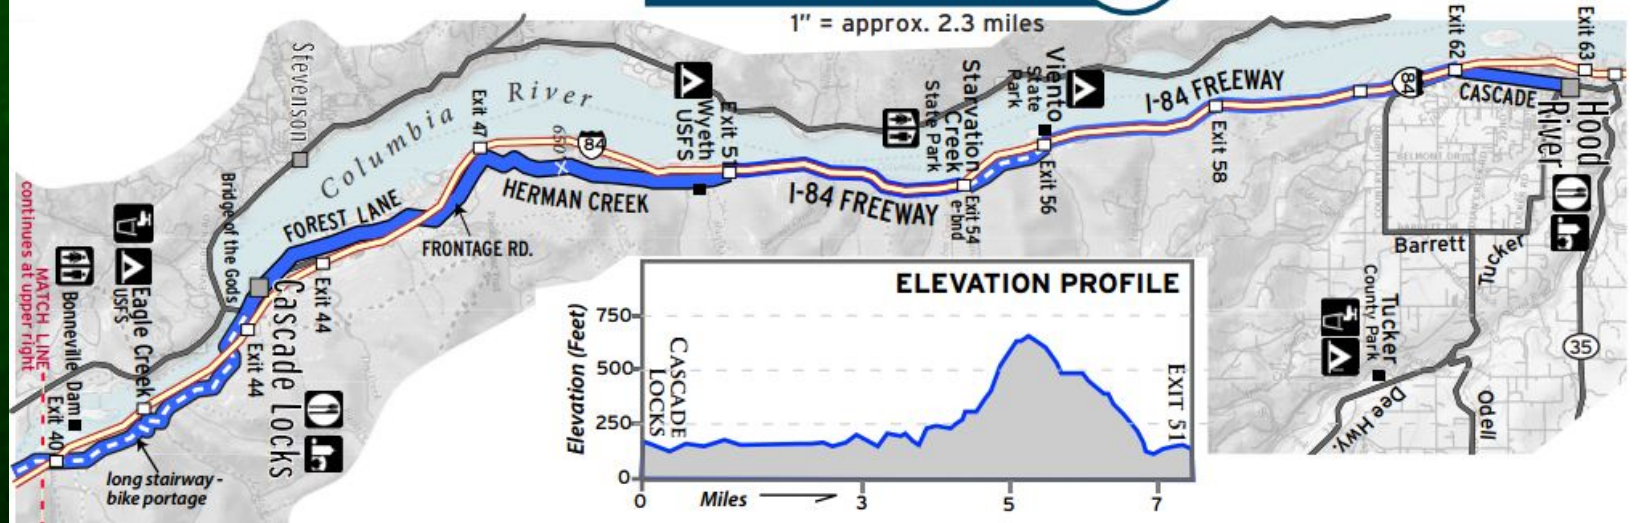 1" = approx. 2.3 miles
Stevenson
Columbia River
Bridge of the Gods
continues at upper right
MATCH LINE
Bonneville Dam
Exit 40
Eagle Creek
USFS
long stairway -
bike portage
Cascade Locks
Exit 44
Exit 44
FOREST LANE
FRONTAGE RD.
Exit 47
650
84
HERMAN CREEK
Wyeth
USFS
Exit 51
I-84 FREEWAY
Starvation
Creek
State Park
Exit 54
e-bnd
Viento
State
Park
Exit 56
I-84 FREEWAY
Exit 58
84
Exit 62
CASCADE
Exit 63
Hood
River
BELMONT DRIVE
Barrett
Tucker
Tucker
County Park
Dee Hwy.
Odell
35
ELEVATION PROFILE
Elevation (Feet)
750
500
250
0
CASCADE
LOCKS
EXIT 51
0
Miles
3
5
7